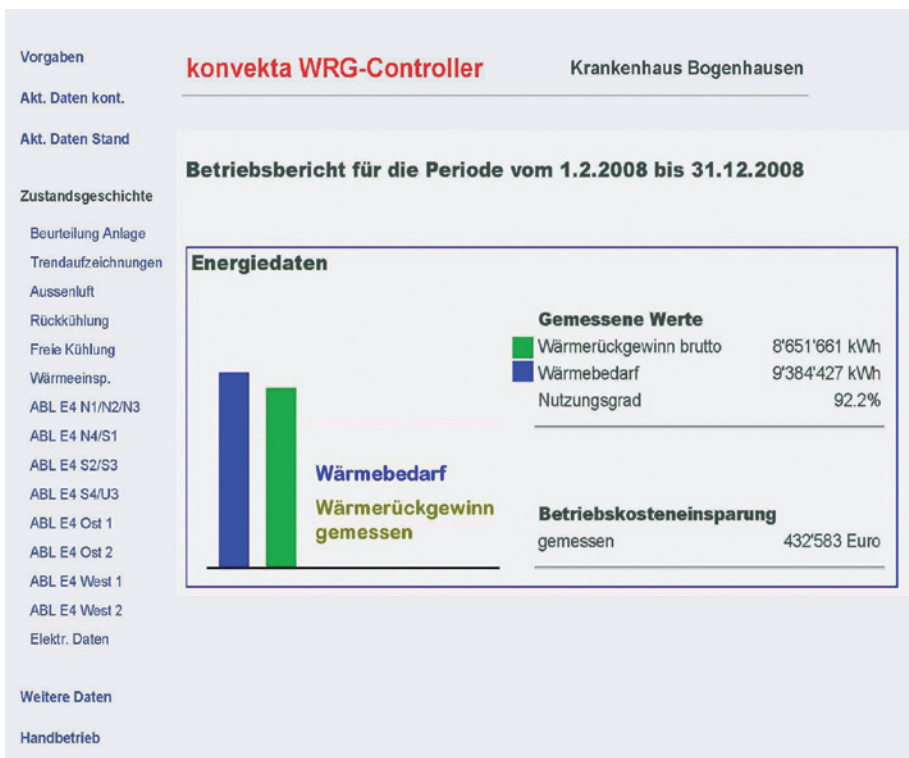 Vorgaben
Akt. Daten kont.
Akt. Daten Stand
Zustandsgeschichte
Beurteilung Anlage
Trendaufzeichnungen
Aussenluft
Rückkühlung
Freie Kühlung
Wärmeeinsp.
ABL E4 N1/N2/N3
ABL E4 N4/S1
ABL E4 S2/S3
ABL E4 S4/U3
ABL E4 Ost 1
ABL E4 Ost 2
ABL E4 West 1
ABL E4 West 2
Elektr. Daten
Weitere Daten
Handbetrieb
konvekta WRG-Controller Krankenhaus Bogenhausen
Betriebsbericht für die Periode vom 1.2.2008 bis 31.12.2008
Energiedaten
Wärmebedarf
Wärmerückgewinn
gemessen
Gemessene Werte
Wärmerückgewinn brutto 8'651'661 kWh
Wärmebedarf 9'384'427 kWh
Nutzungsgrad 92.2%
Betriebskosteneinsparung
gemessen 432'583 Euro